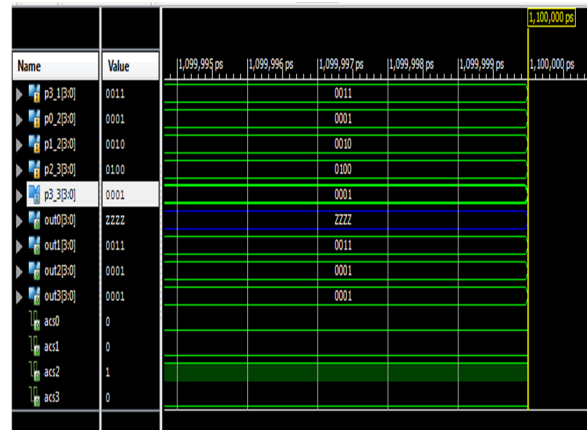 1,100,000 ps
Name Value 1,099,995 ps 1,099,996 ps 1,099,997 ps 1,099,998 ps 1,099,999 ps 1,100,000 ps
p3_1[3:0] 0011 0011
p0_2[3:0] 0001 0001
p1_2[3:0] 0010 0010
p2_3[3:0] 0100 0100
p3_3[3:0] 0001 0001
out0[3:0] ZZZZ ZZZZ
out1[3:0] 0011 0011
out2[3:0] 0001 0001
out3[3:0] 0001 0001
acs0 0
acs1 0
acs2 1
acs3 0